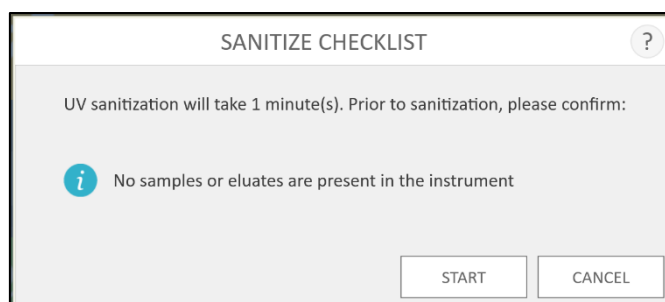 SANITIZE CHECKLIST
?
UV sanitization will take 1 minute(s). Prior to sanitization, please confirm:
i
No samples or eluates are present in the instrument
START
CANCEL